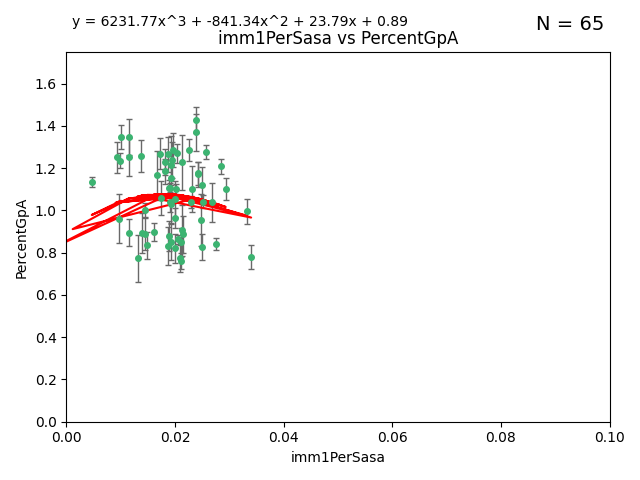 y = 6231.77x^3 + -841.34x^2 + 23.79x + 0.89
N = 65
imm1PerSasa vs PercentGpA
PercentGpA
1.6
1.4
1.2
1.0
0.8
0.6
0.4
0.2
0.0
0.00 0.02 0.04 0.06 0.08 0.10
imm1PerSasa